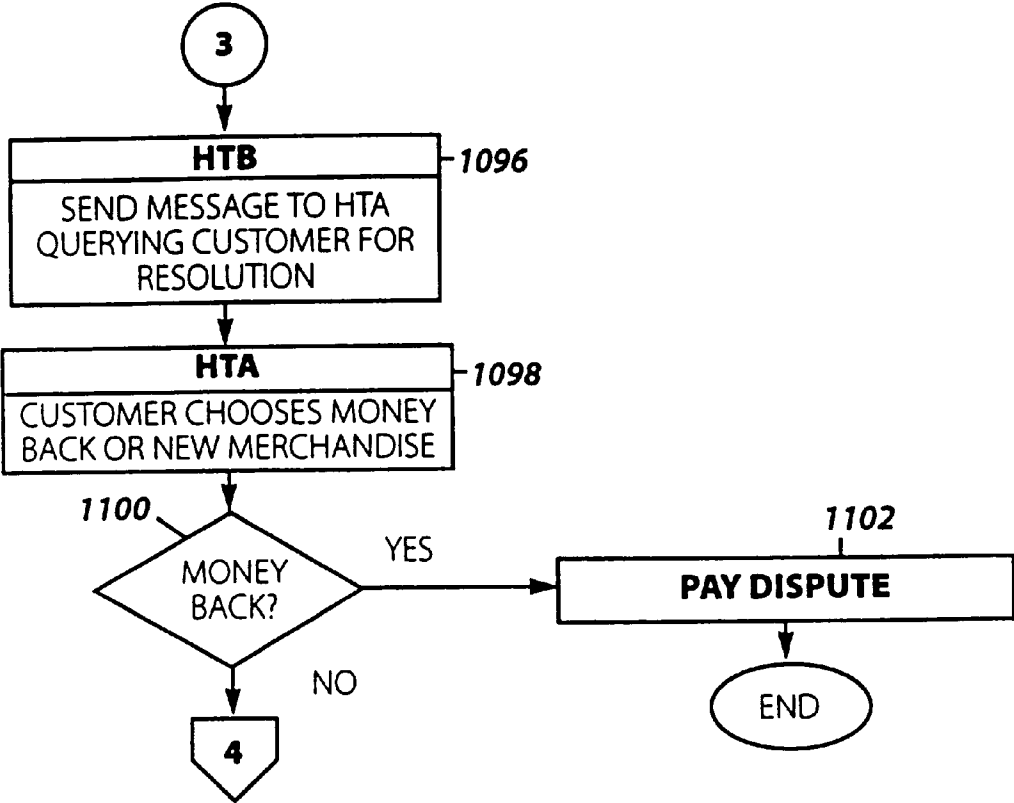 3
HTB
1096
SEND MESSAGE TO HTA
QUERYING CUSTOMER FOR
RESOLUTION
HTA
1098
CUSTOMER CHOOSES MONEY
BACK OR NEW MERCHANDISE
1100
MONEY
BACK?
YES
1102
PAY DISPUTE
NO
END
4